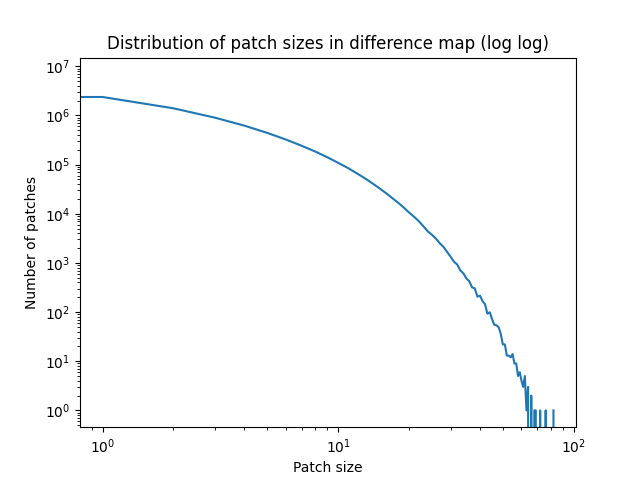 Distribution of patch sizes in difference map (log log)
Number of patches
10⁷
10⁶
10⁵
10⁴
10³
10²
10¹
10⁰
10⁰ 10¹ 10²
Patch size